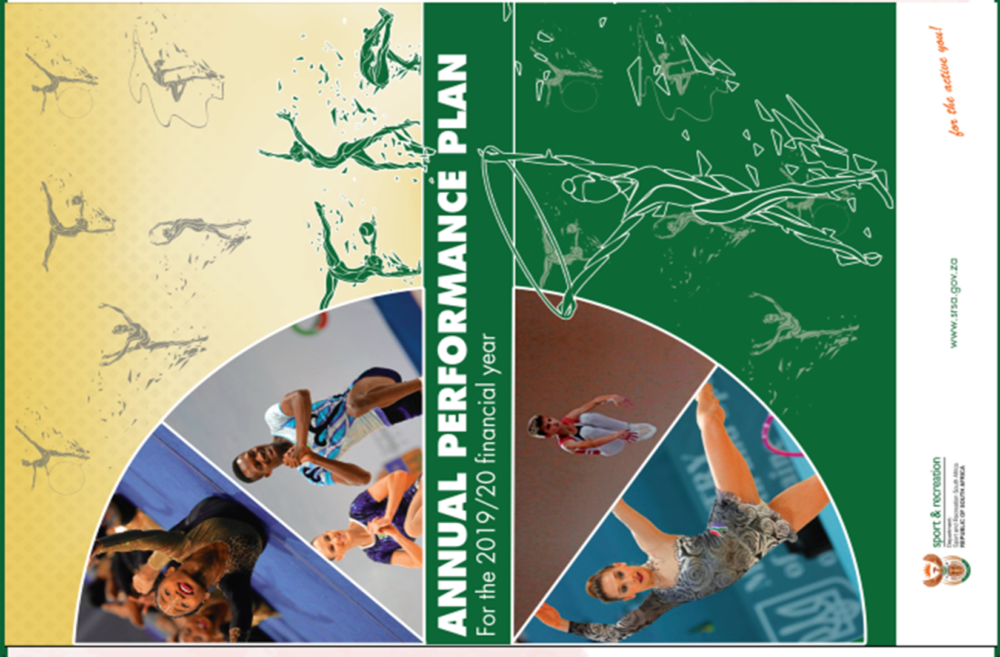 ANNUAL PERFORMANCE PLAN
For the 2019/20 financial year
sport & recreation
Department:
Sport and Recreation South Africa
REPUBLIC OF SOUTH AFRICA
www.srsa.gov.za
for the active you!